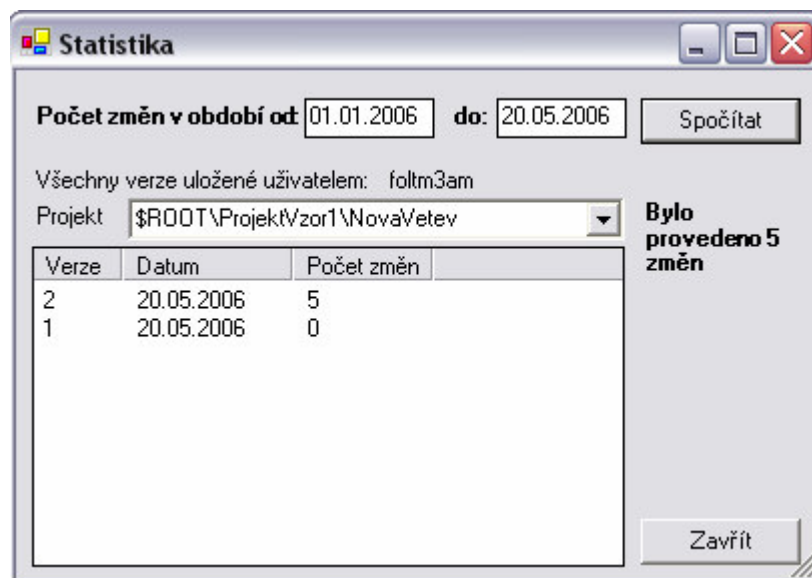 Statistika
Počet změn v období od: 01.01.2006 do: 20.05.2006 Spočítat
Všechny verze uložené uživatelem: foltm3am
Projekt $ROOT\ProjektVzor1\NovaVetev
Bylo
provedeno 5
změn
Verze Datum Počet změn
2 20.05.2006 5
1 20.05.2006 0
Zavřít